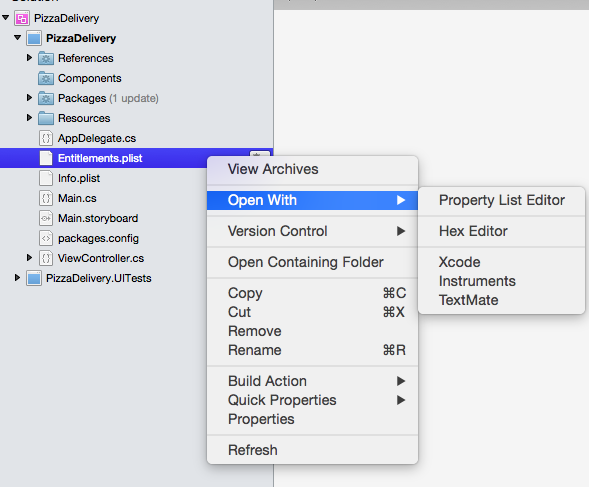 PizzaDelivery
PizzaDelivery
References
Components
Packages (1 update)
Resources
AppDelegate.cs
Entitlements.plist
Info.plist
Main.cs
Main.storyboard
packages.config
ViewController.cs
PizzaDelivery.UITests
View Archives
Open With
Version Control
Open Containing Folder
Copy ⌘C
Cut ⌘X
Remove
Rename ⌘R
Build Action
Quick Properties
Properties
Refresh
Property List Editor
Hex Editor
Xcode
Instruments
TextMate